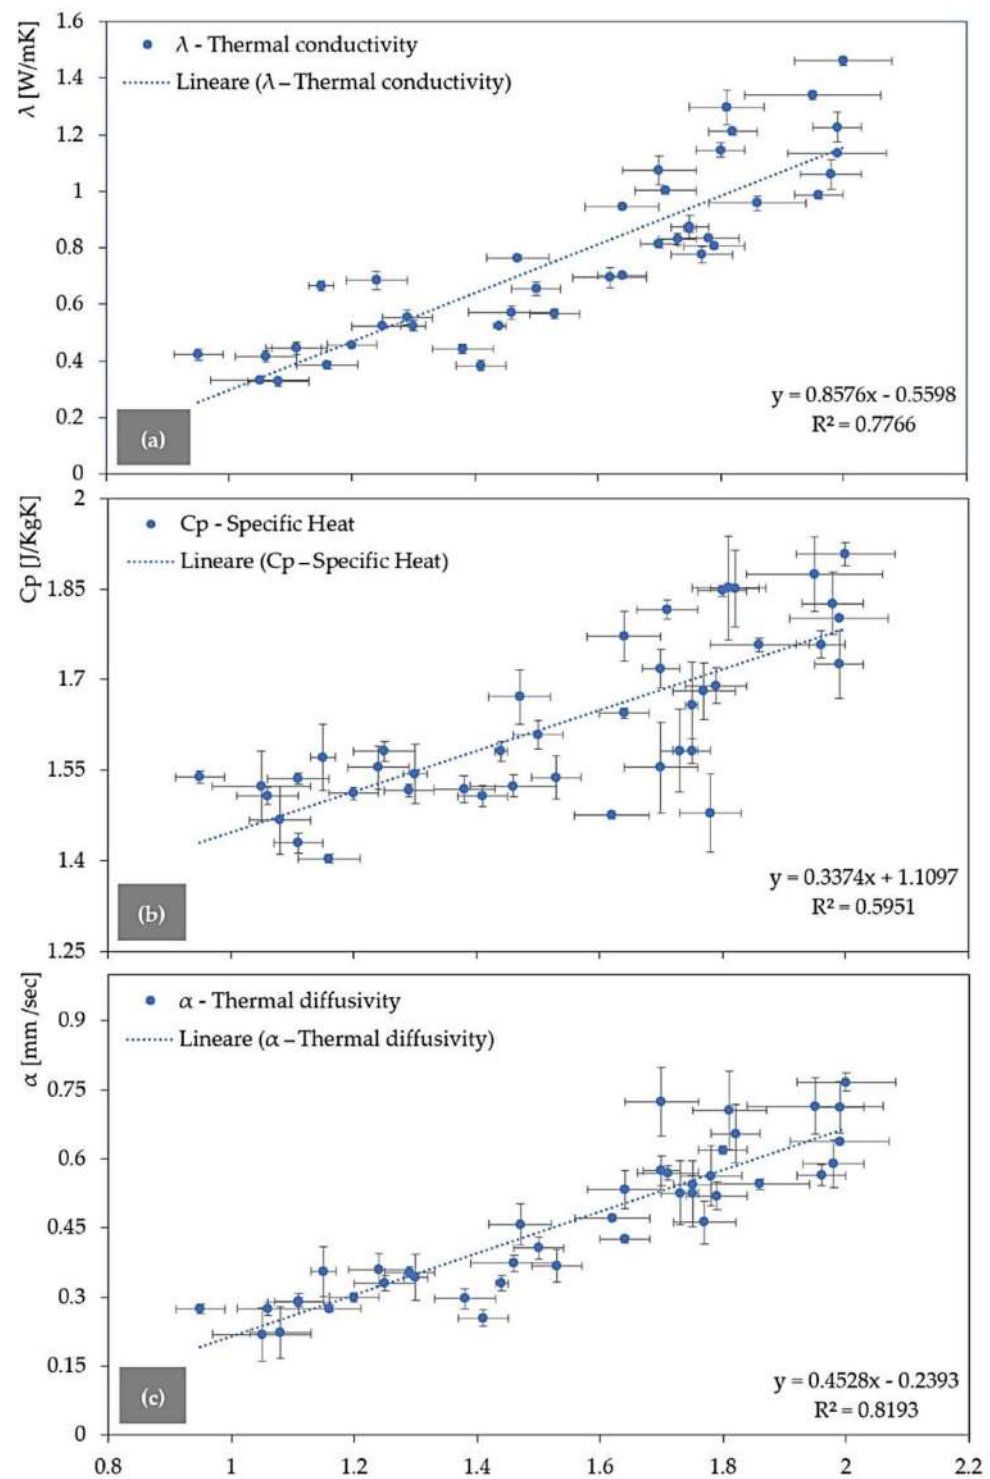 λ [W/mK]
1.6
1.4
1.2
1
0.8
0.6
0.4
0.2
0
λ - Thermal conductivity
Lineare (λ – Thermal conductivity)
y = 0.8576x - 0.5598
R² = 0.7766
(a)
Cp [J/KgK]
2
1.85
1.7
1.55
1.4
1.25
Cp - Specific Heat
Lineare (Cp – Specific Heat)
y = 0.3374x + 1.1097
R² = 0.5951
(b)
α [mm /sec]
0.9
0.75
0.6
0.45
0.3
0.15
0
α - Thermal diffusivity
Lineare (α – Thermal diffusivity)
y = 0.4528x - 0.2393
R² = 0.8193
(c)
0.8 1 1.2 1.4 1.6 1.8 2 2.2